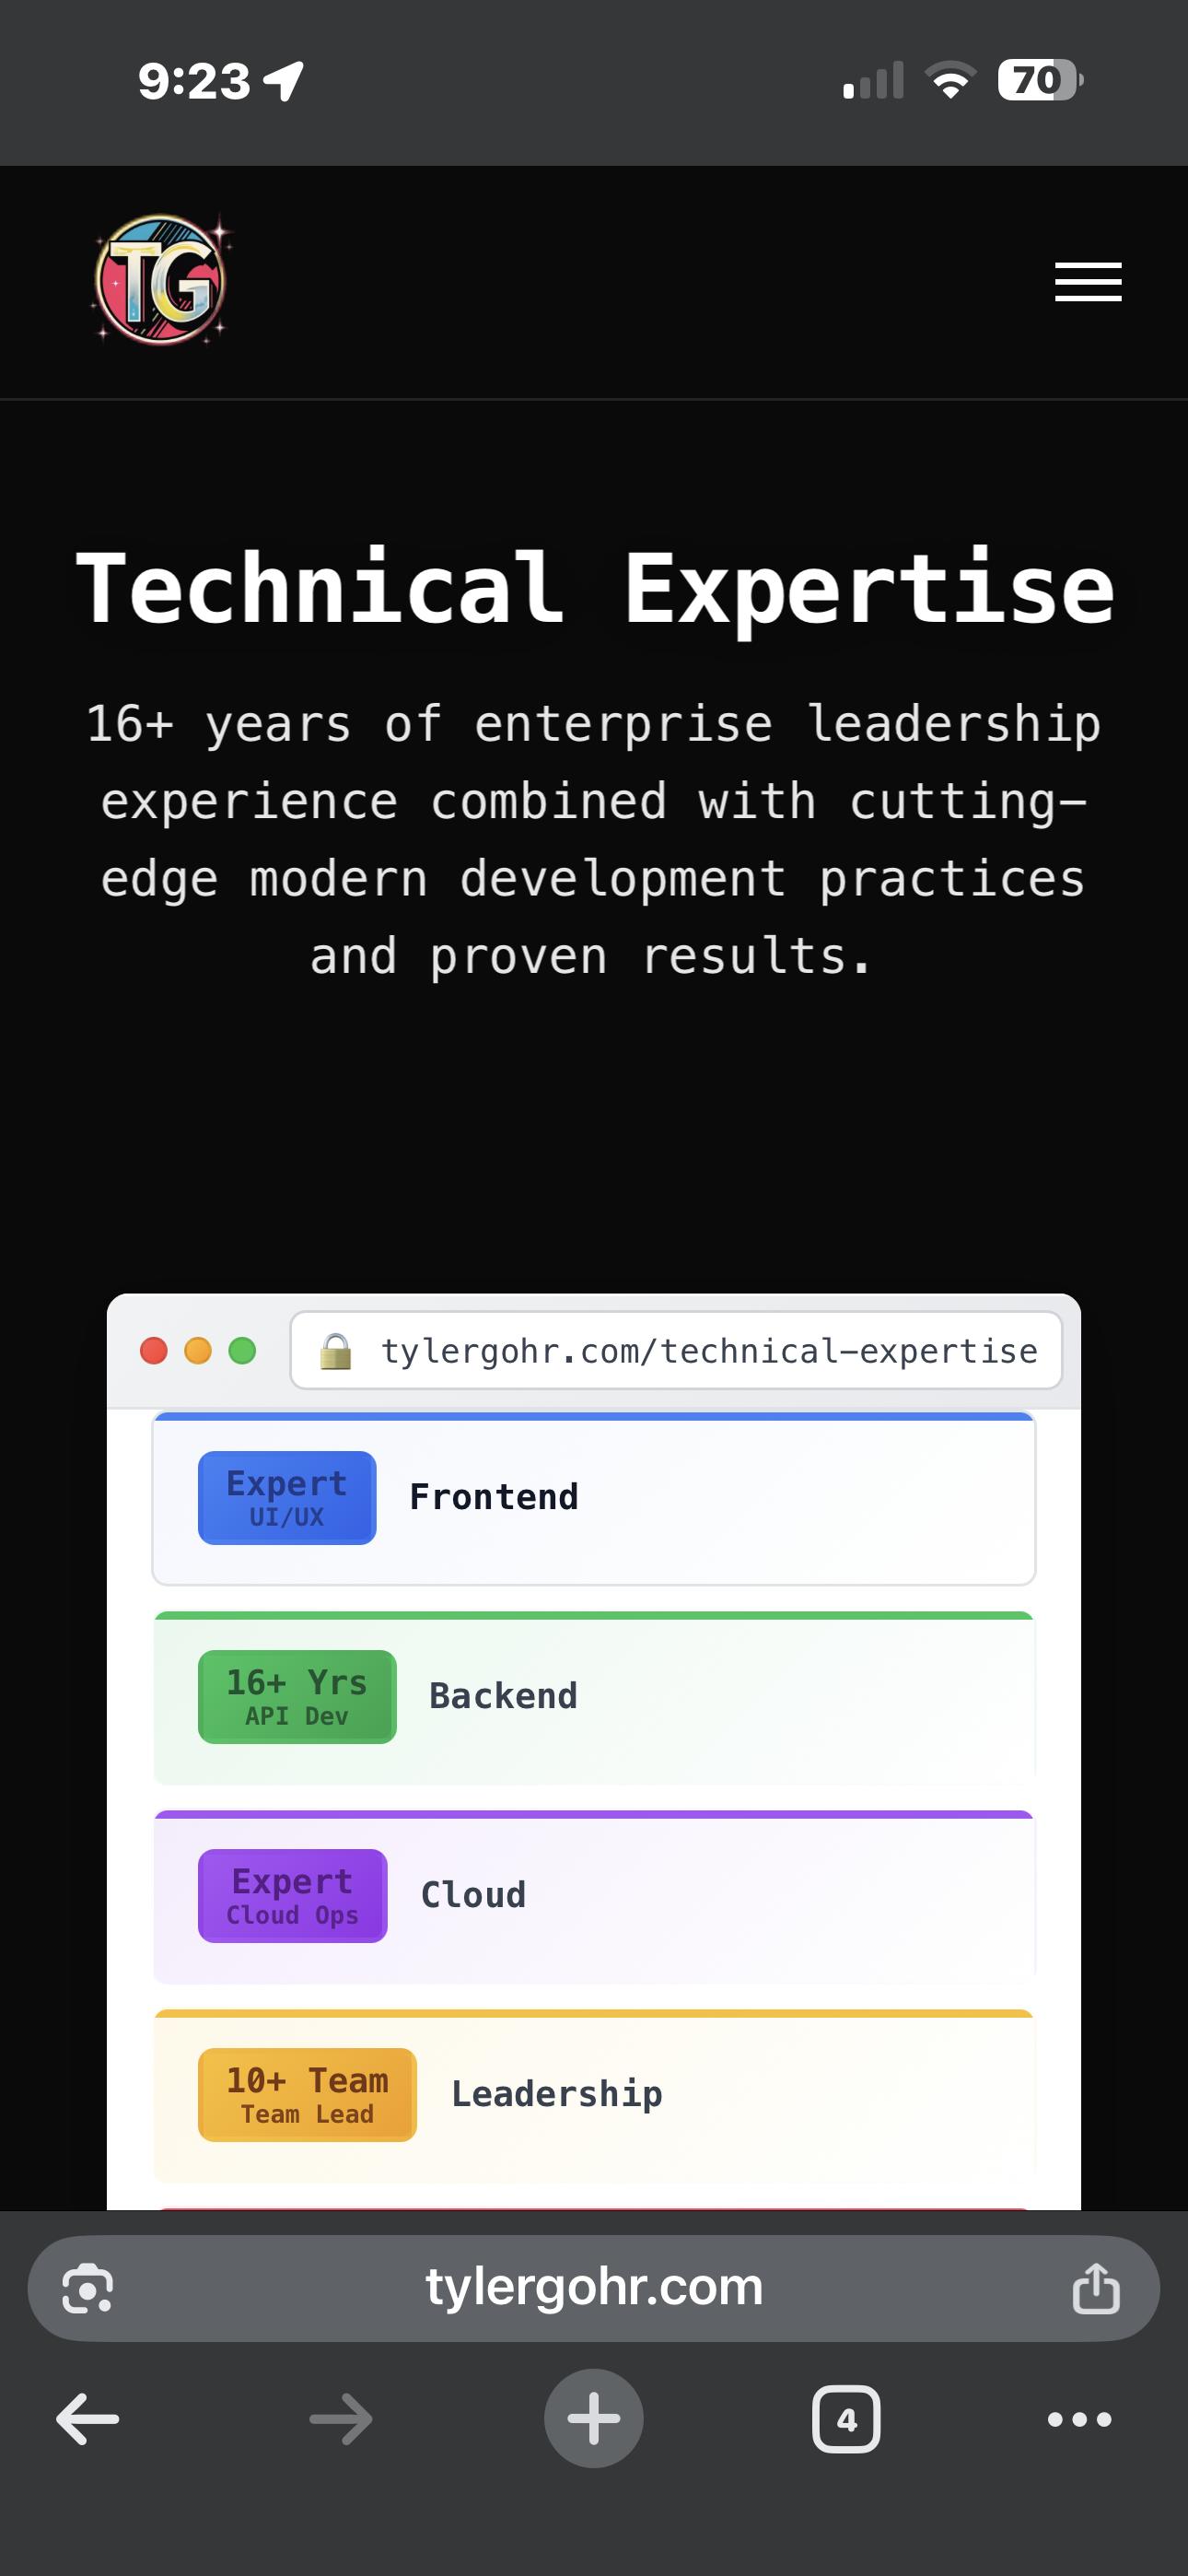 9:23
70
TG
Technical Expertise
16+ years of enterprise leadership
experience combined with cutting-
edge modern development practices
and proven results.
tylergohr.com/technical-expertise
Expert
UI/UX
Frontend
16+ Yrs
API Dev
Backend
Expert
Cloud Ops
Cloud
10+ Team
Team Lead
Leadership
tylergohr.com
4